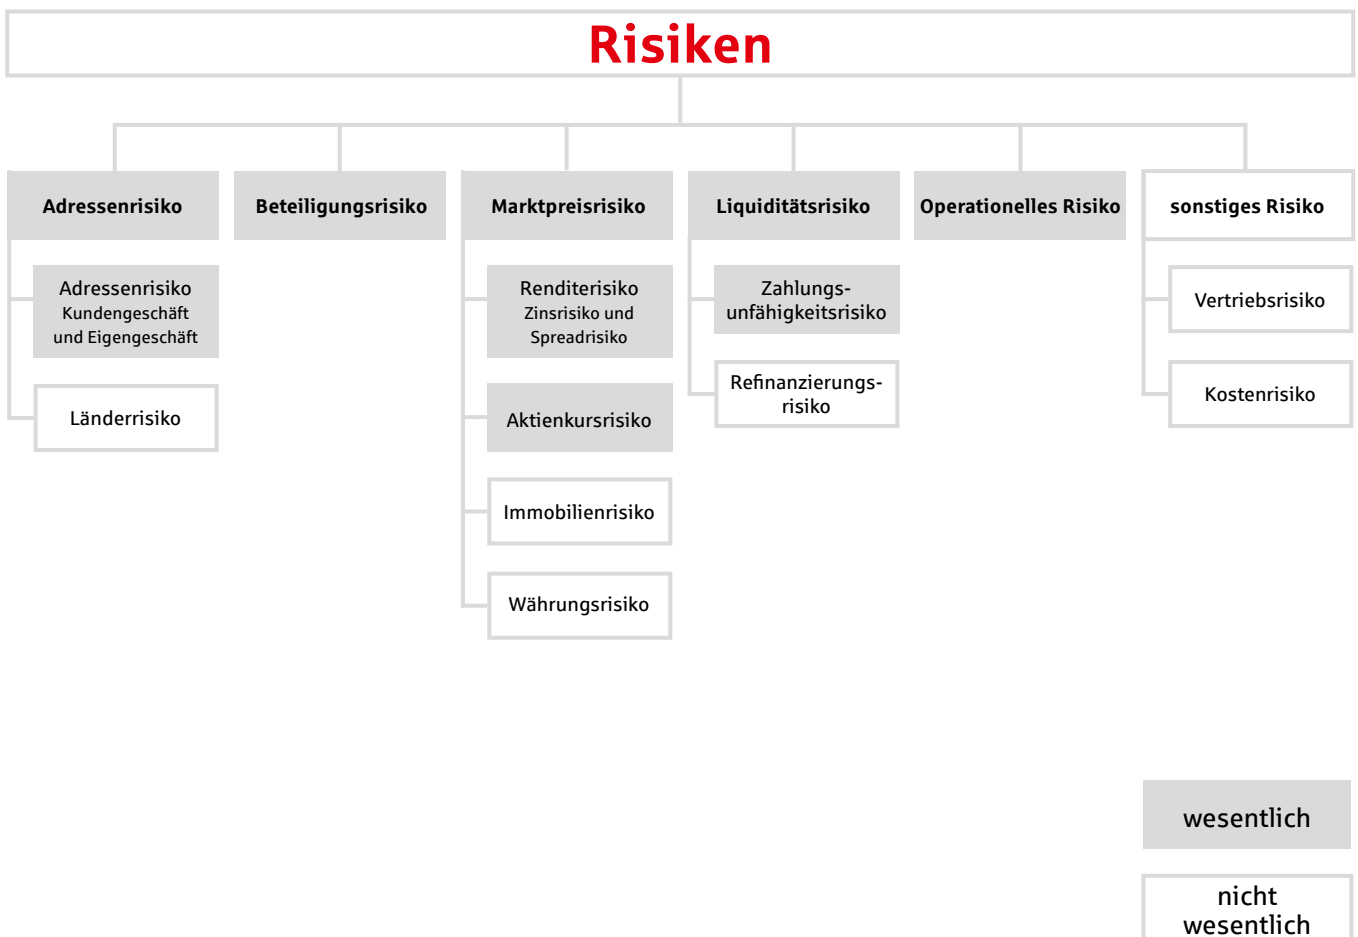 Risiken
Adressenrisiko
Beteiligungsrisiko
Marktpreisrisiko
Liquiditätsrisiko
Operationelles Risiko
sonstiges Risiko
Adressenrisiko
Kundengeschäft
und Eigengeschäft
Länderrisiko
Renditerisiko
Zinsrisiko und
Spreadrisiko
Aktienkursrisiko
Immobilienrisiko
Währungsrisiko
Zahlungs-
unfähigkeitsrisiko
Refinanzierungs-
risiko
Vertriebsrisiko
Kostenrisiko
wesentlich
nicht
wesentlich